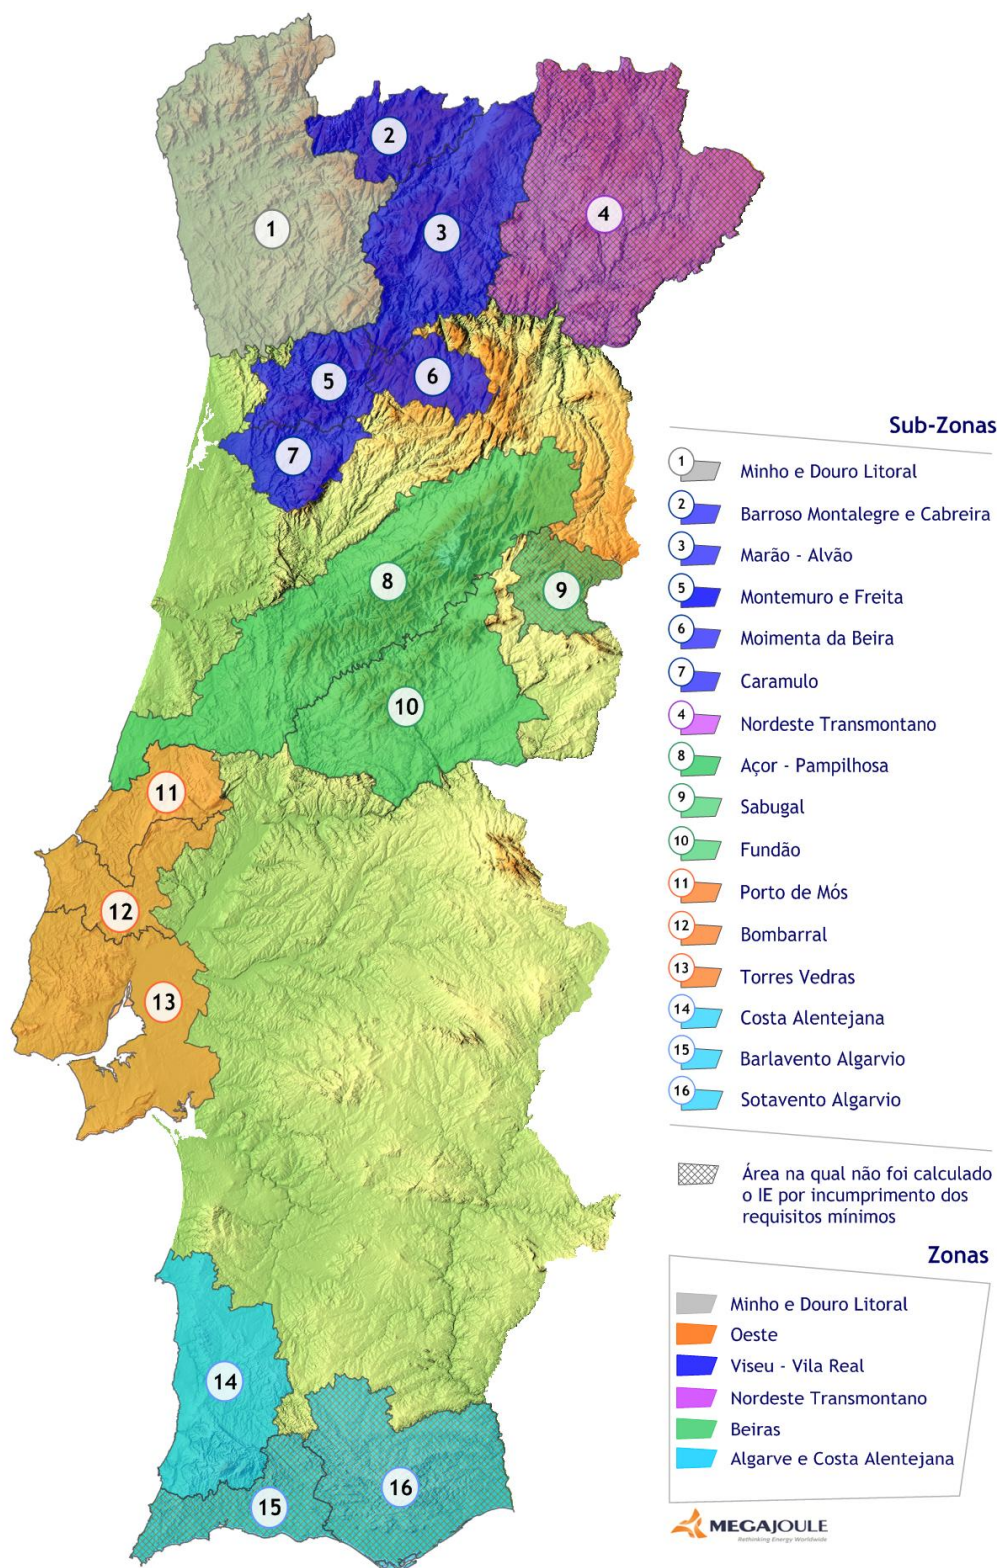 1
2
3
4
5
6
7
8
9
10
11
12
13
14
15
16
Sub-Zonas
1 Minho e Douro Litoral
2 Barroso Montalegre e Cabreira
3 Marão - Alvão
5 Montemuro e Freita
6 Moimenta da Beira
7 Caramulo
4 Nordeste Transmontano
8 Açor - Pampilhosa
9 Sabugal
10 Fundão
11 Porto de Mós
12 Bombarral
13 Torres Vedras
14 Costa Alentejana
15 Barlavento Algarvio
16 Sotavento Algarvio
Área na qual não foi calculado
o IE por incumprimento dos
requisitos mínimos
Zonas
Minho e Douro Litoral
Oeste
Viseu - Vila Real
Nordeste Transmontano
Beiras
Algarve e Costa Alentejana
MEGAJOULE
Rethinking Energy Worldwide